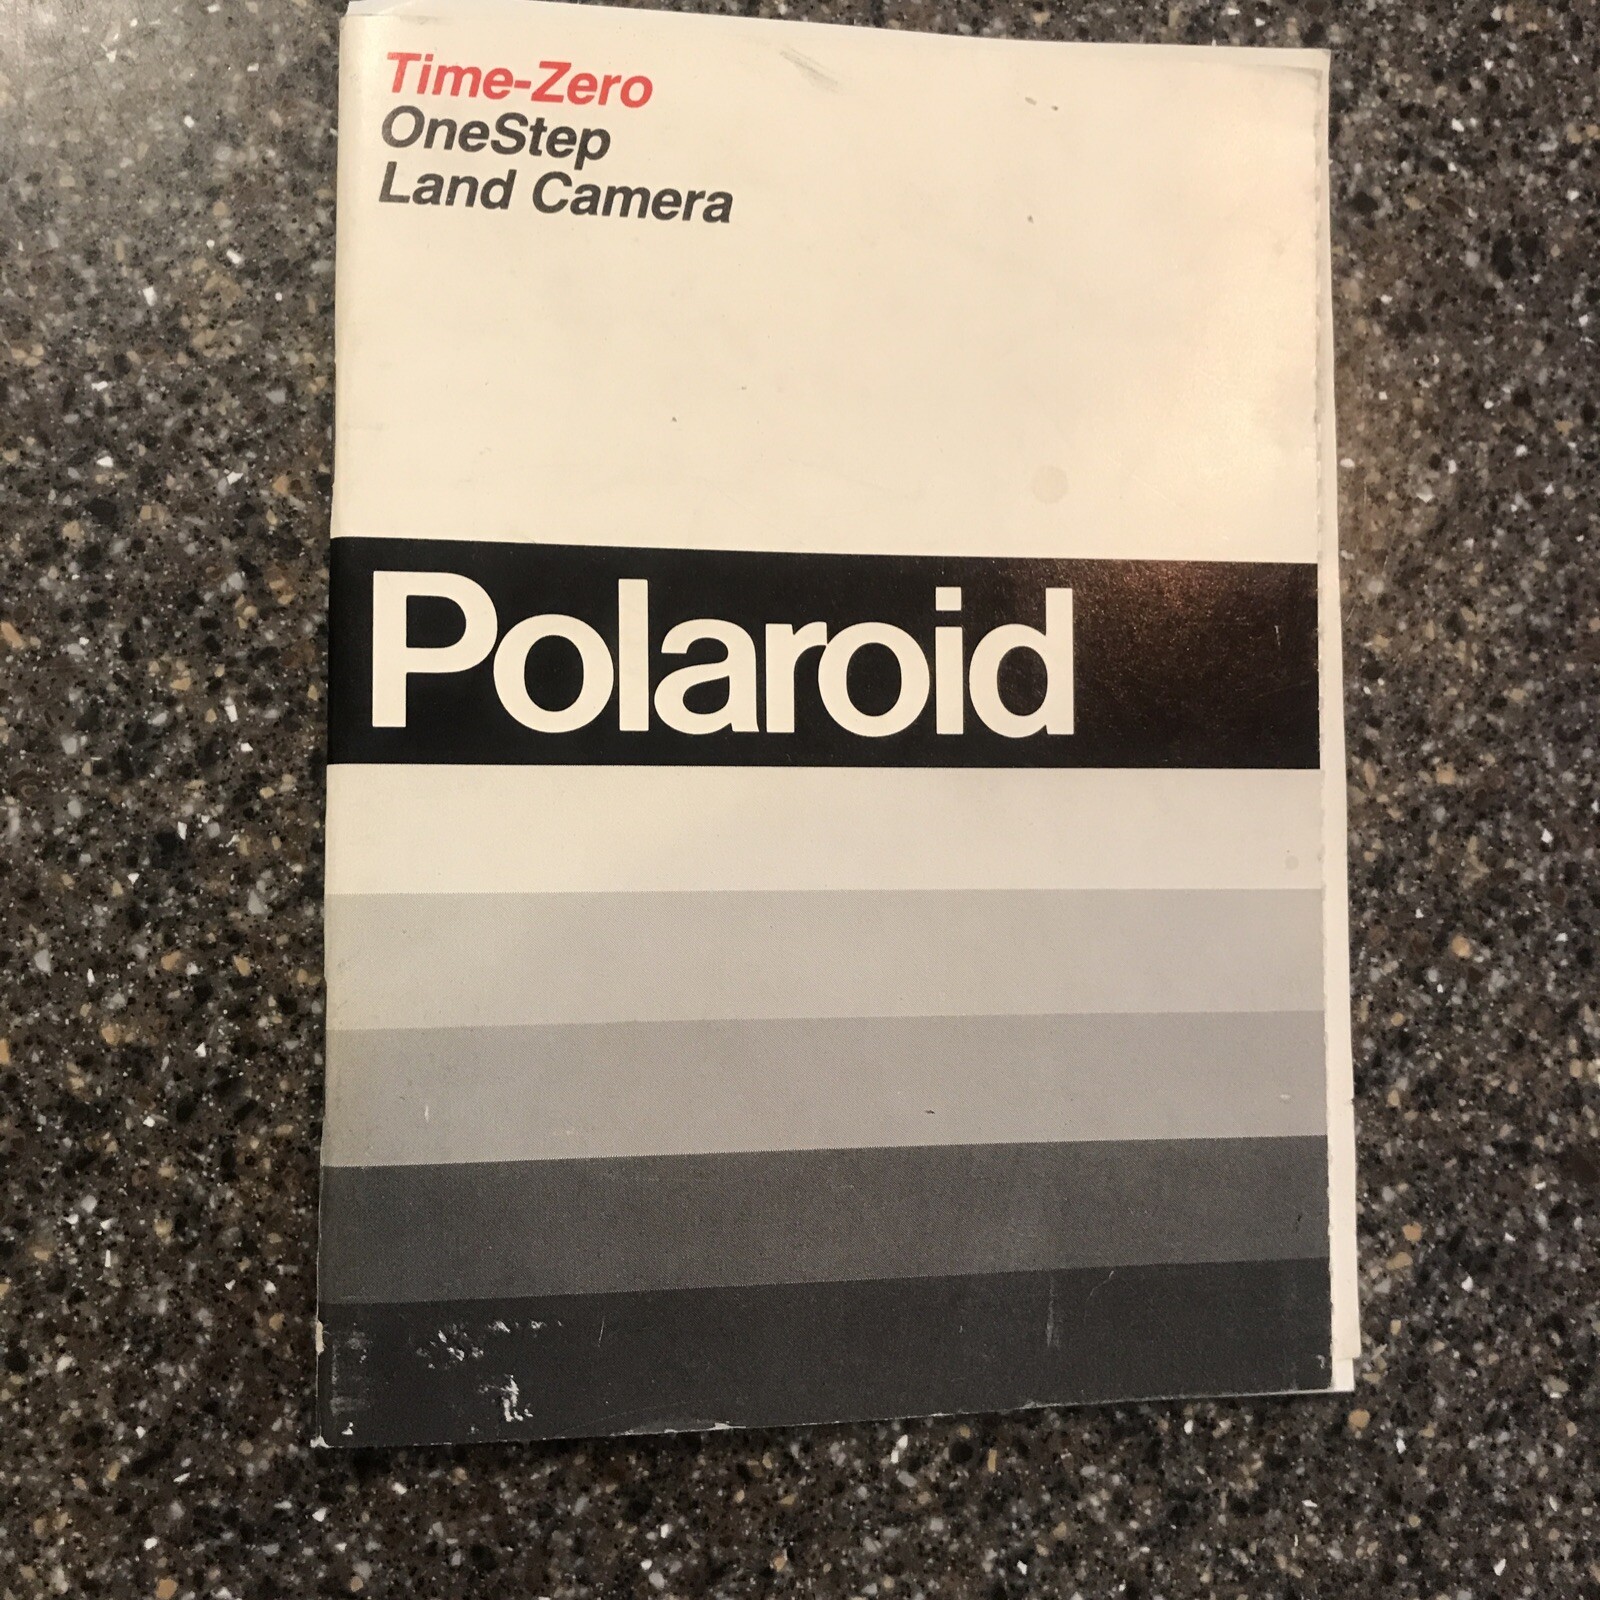 Time-Zero
OneStep
Land Camera
Polaroid